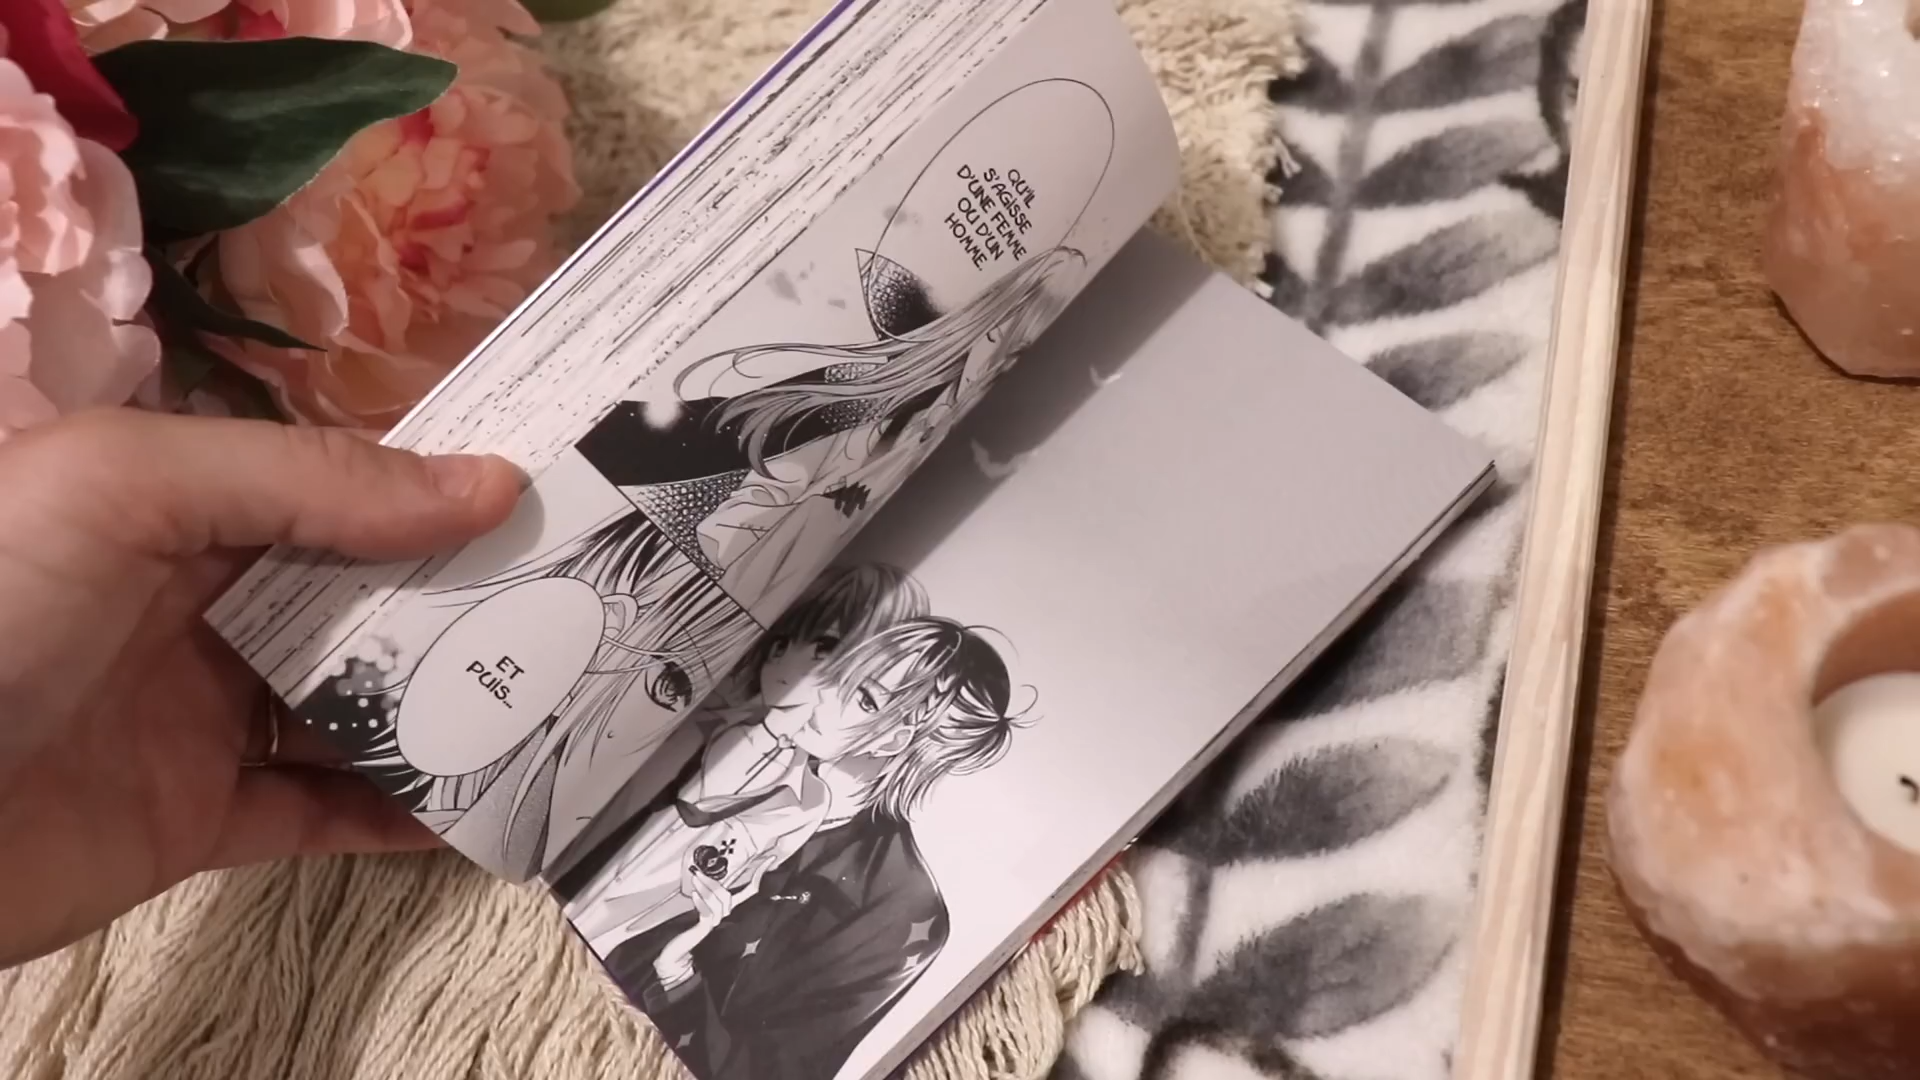 QU'IL
S'AGISSE
D'UNE FEMME
OU D'UN
HOMME.
ET
PUIS...